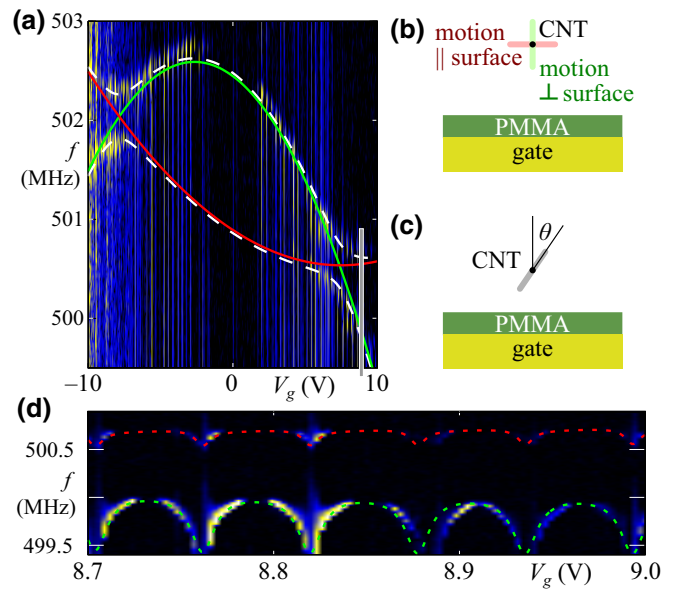 (a)
503
502
f
(MHz)
501
500
−10
0
V_g (V)
10
(b)
CNT
motion
|| surface
motion
⊥ surface
PMMA
gate
(c)
θ
CNT
PMMA
gate
(d)
500.5
f
(MHz)
499.5
8.7
8.8
8.9
V_g (V)
9.0